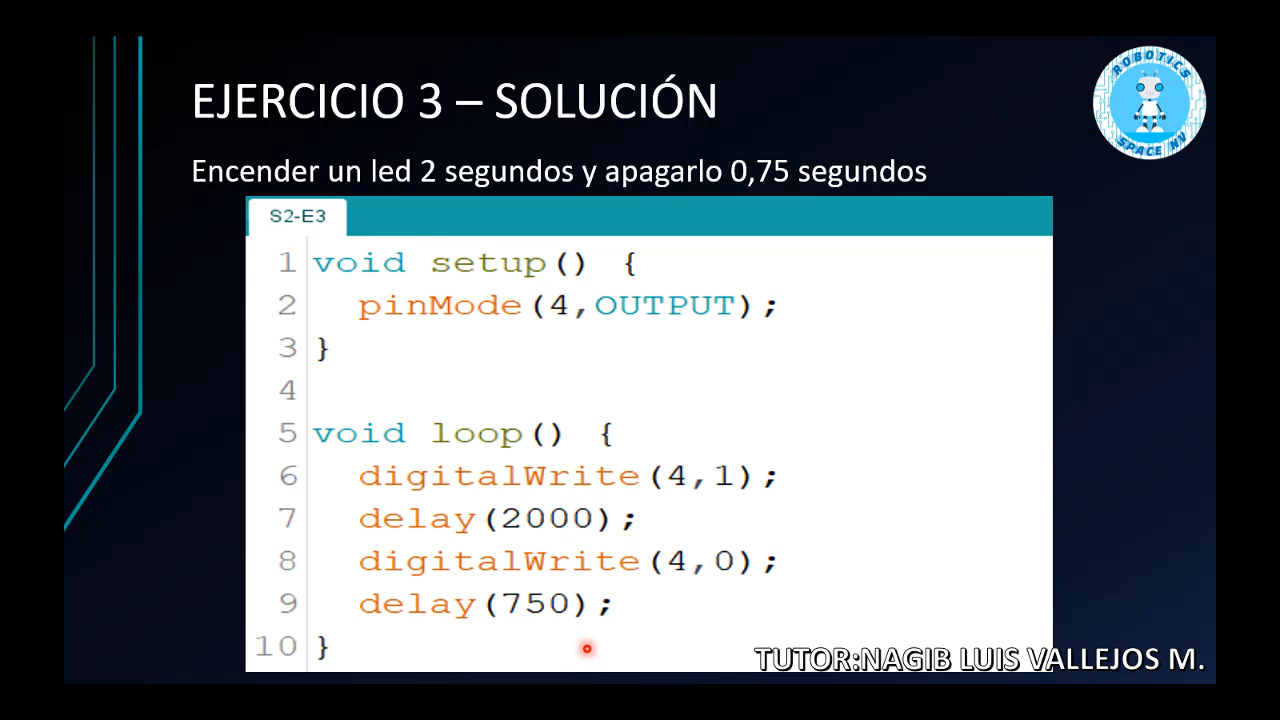 EJERCICIO 3 – SOLUCIÓN
ROBOTICS
SPACE NV
Encender un led 2 segundos y apagarlo 0,75 segundos
S2-E3
1 void setup() {
2 pinMode(4,OUTPUT);
3 }
4
5 void loop() {
6 digitalWrite(4,1);
7 delay(2000);
8 digitalWrite(4,0);
9 delay(750);
10 }
TUTOR:NAGIB LUIS VALLEJOS M.